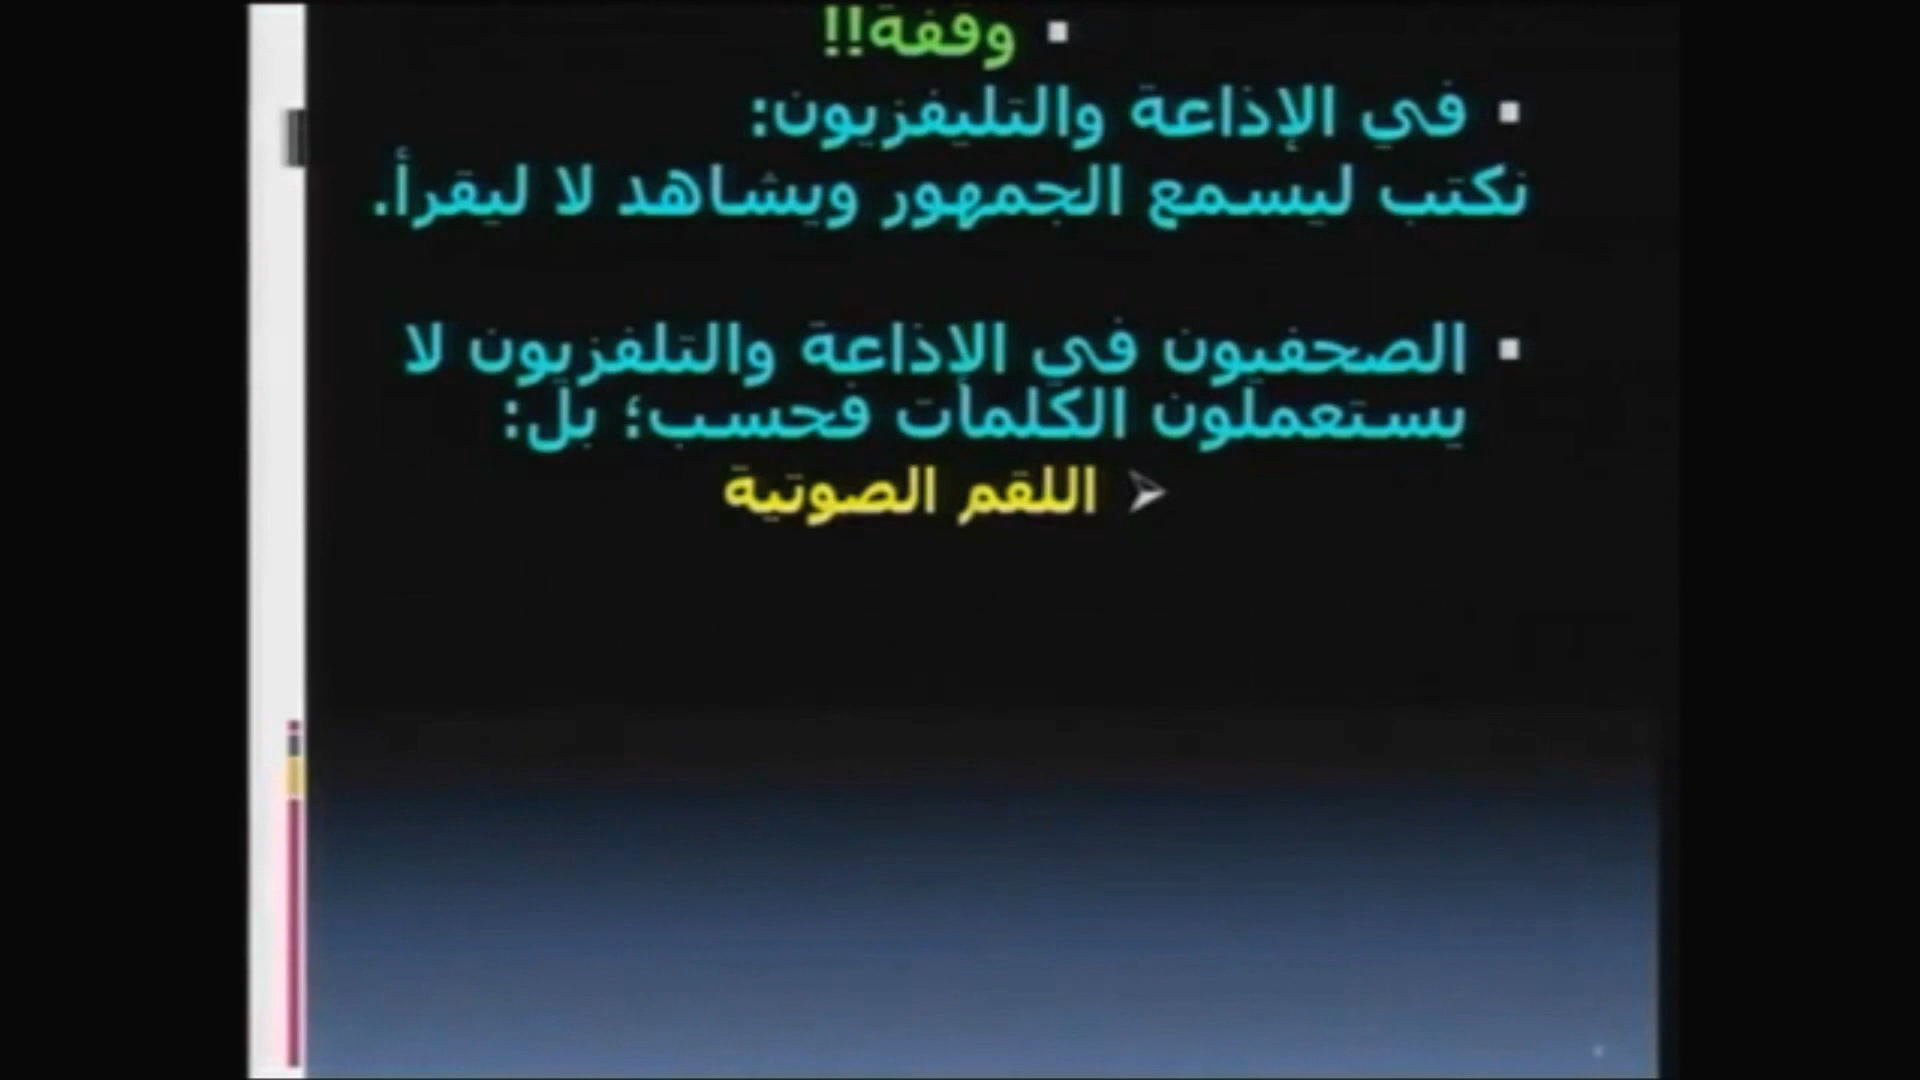 ▪ وقفة!!
▪ في الإذاعة والتليفزيون:
نكتب ليسمع الجمهور ويشاهد لا ليقرأ.
▪ الصحفيون في الإذاعة والتلفزيون لا
يستعملون الكلمات فحسب؛ بل:
➢ اللقم الصوتية